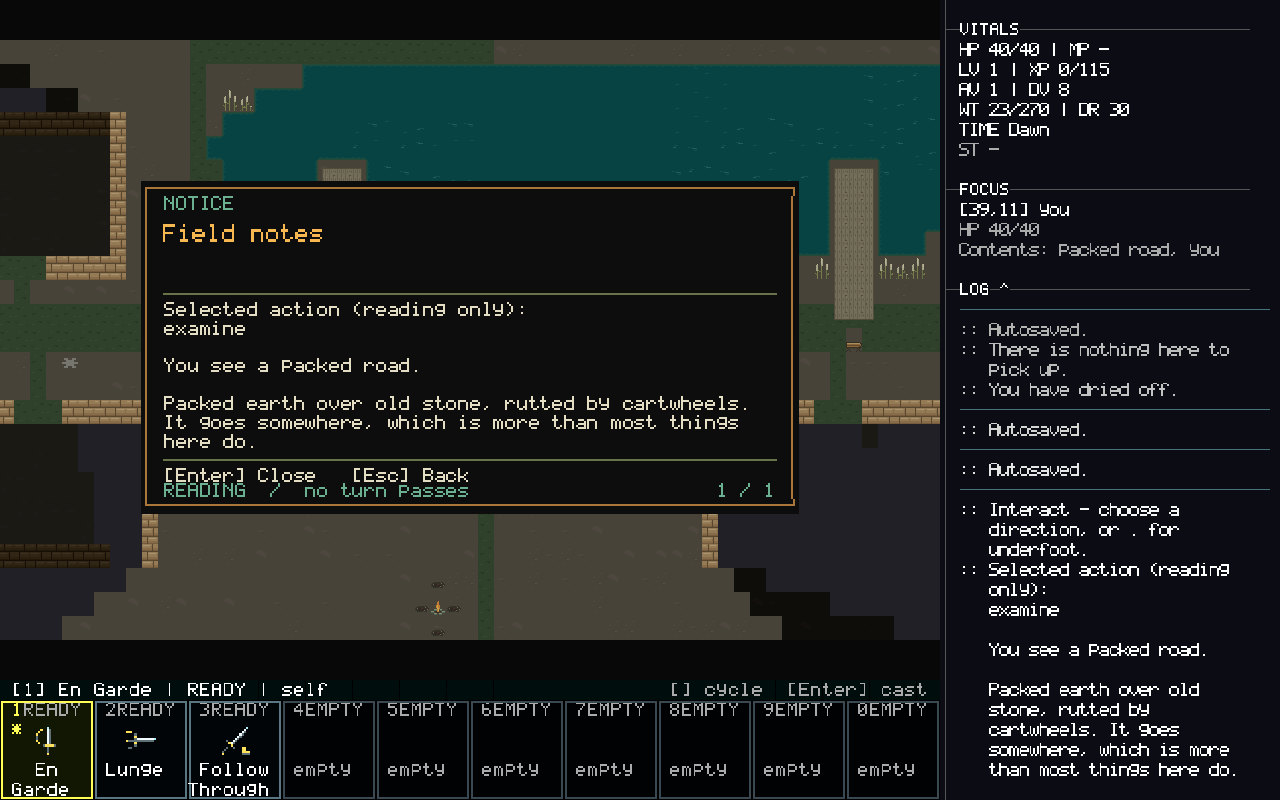 VITALS
HP 40/40 | MP -
LV 1 | XP 0/115
AV 1 | DV 8
WT 23/270 | DR 30
TIME Dawn
ST -
FOCUS
[39,11] You
HP 40/40
Contents: Packed road, You
LOG ^
:: Autosaved.
:: There is nothing here to
pick up.
:: You have dried off.
:: Autosaved.
:: Autosaved.
:: Interact - choose a
direction, or . for
underfoot.
:: Selected action (reading
only):
examine
You see a Packed road.
Packed earth over old
stone, rutted by
cartwheels. It goes
somewhere, which is more
than most things here do.
NOTICE
Field notes
Selected action (reading only):
examine
You see a Packed road.
Packed earth over old stone, rutted by cartwheels.
It goes somewhere, which is more than most things
here do.
[Enter] Close [Esc] Back
READING / no turn passes 1 / 1
[1] En Garde | READY | self [] cycle [Enter] cast
1READY 2READY 3READY 4EMPTY 5EMPTY 6EMPTY 7EMPTY 8EMPTY 9EMPTY 0EMPTY
*
En Lunge Follow empty empty empty empty empty empty empty
Garde Through